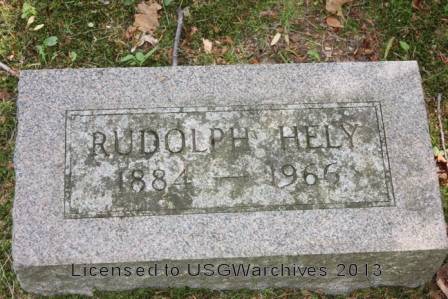 RUDOLPH HELY
1884 — 1966
Licensed to USGWarchives 2013